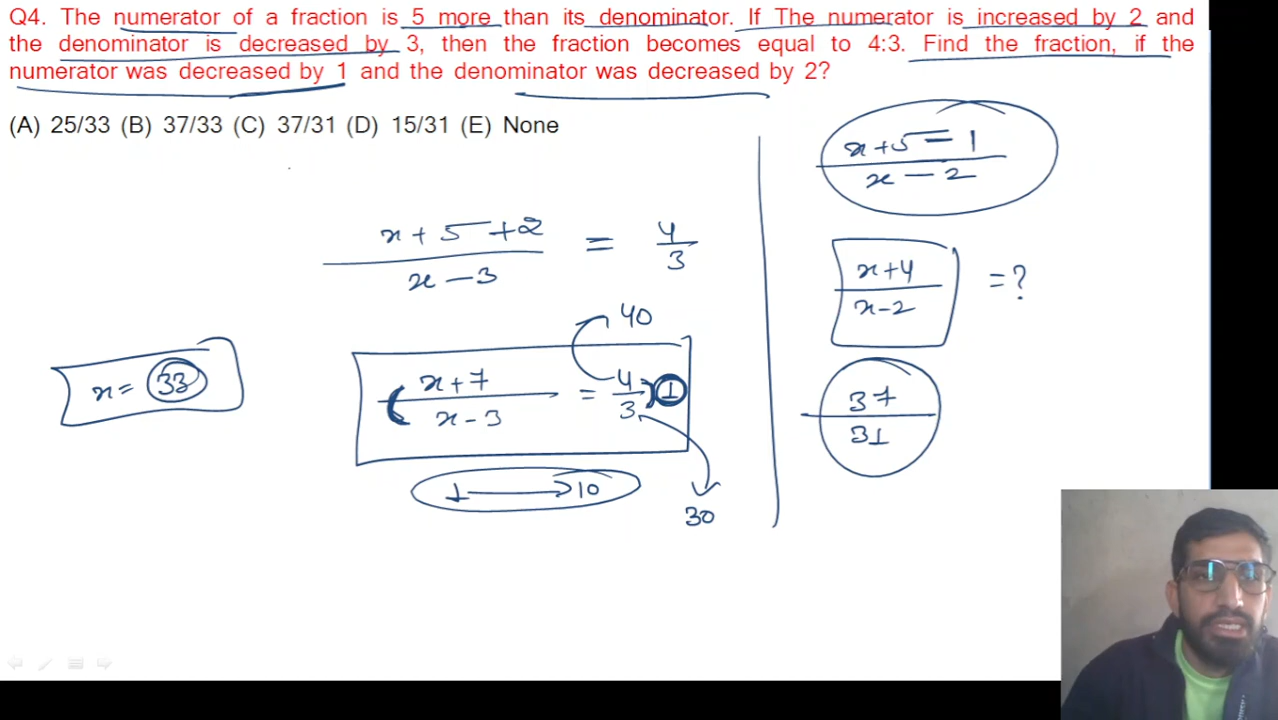 Q4. The numerator of a fraction is 5 more than its denominator. If The numerator is increased by 2 and
the denominator is decreased by 3, then the fraction becomes equal to 4:3. Find the fraction, if the
numerator was decreased by 1 and the denominator was decreased by 2?
(A) 25/33 (B) 37/33 (C) 37/31 (D) 15/31 (E) None
x+5-1
x-2
x+5+2 = 4
x-3 3
x+4 = ?
x-2
40
x = 33
x+7 = 4 1
x-3 3
37
31
1 → 10
30